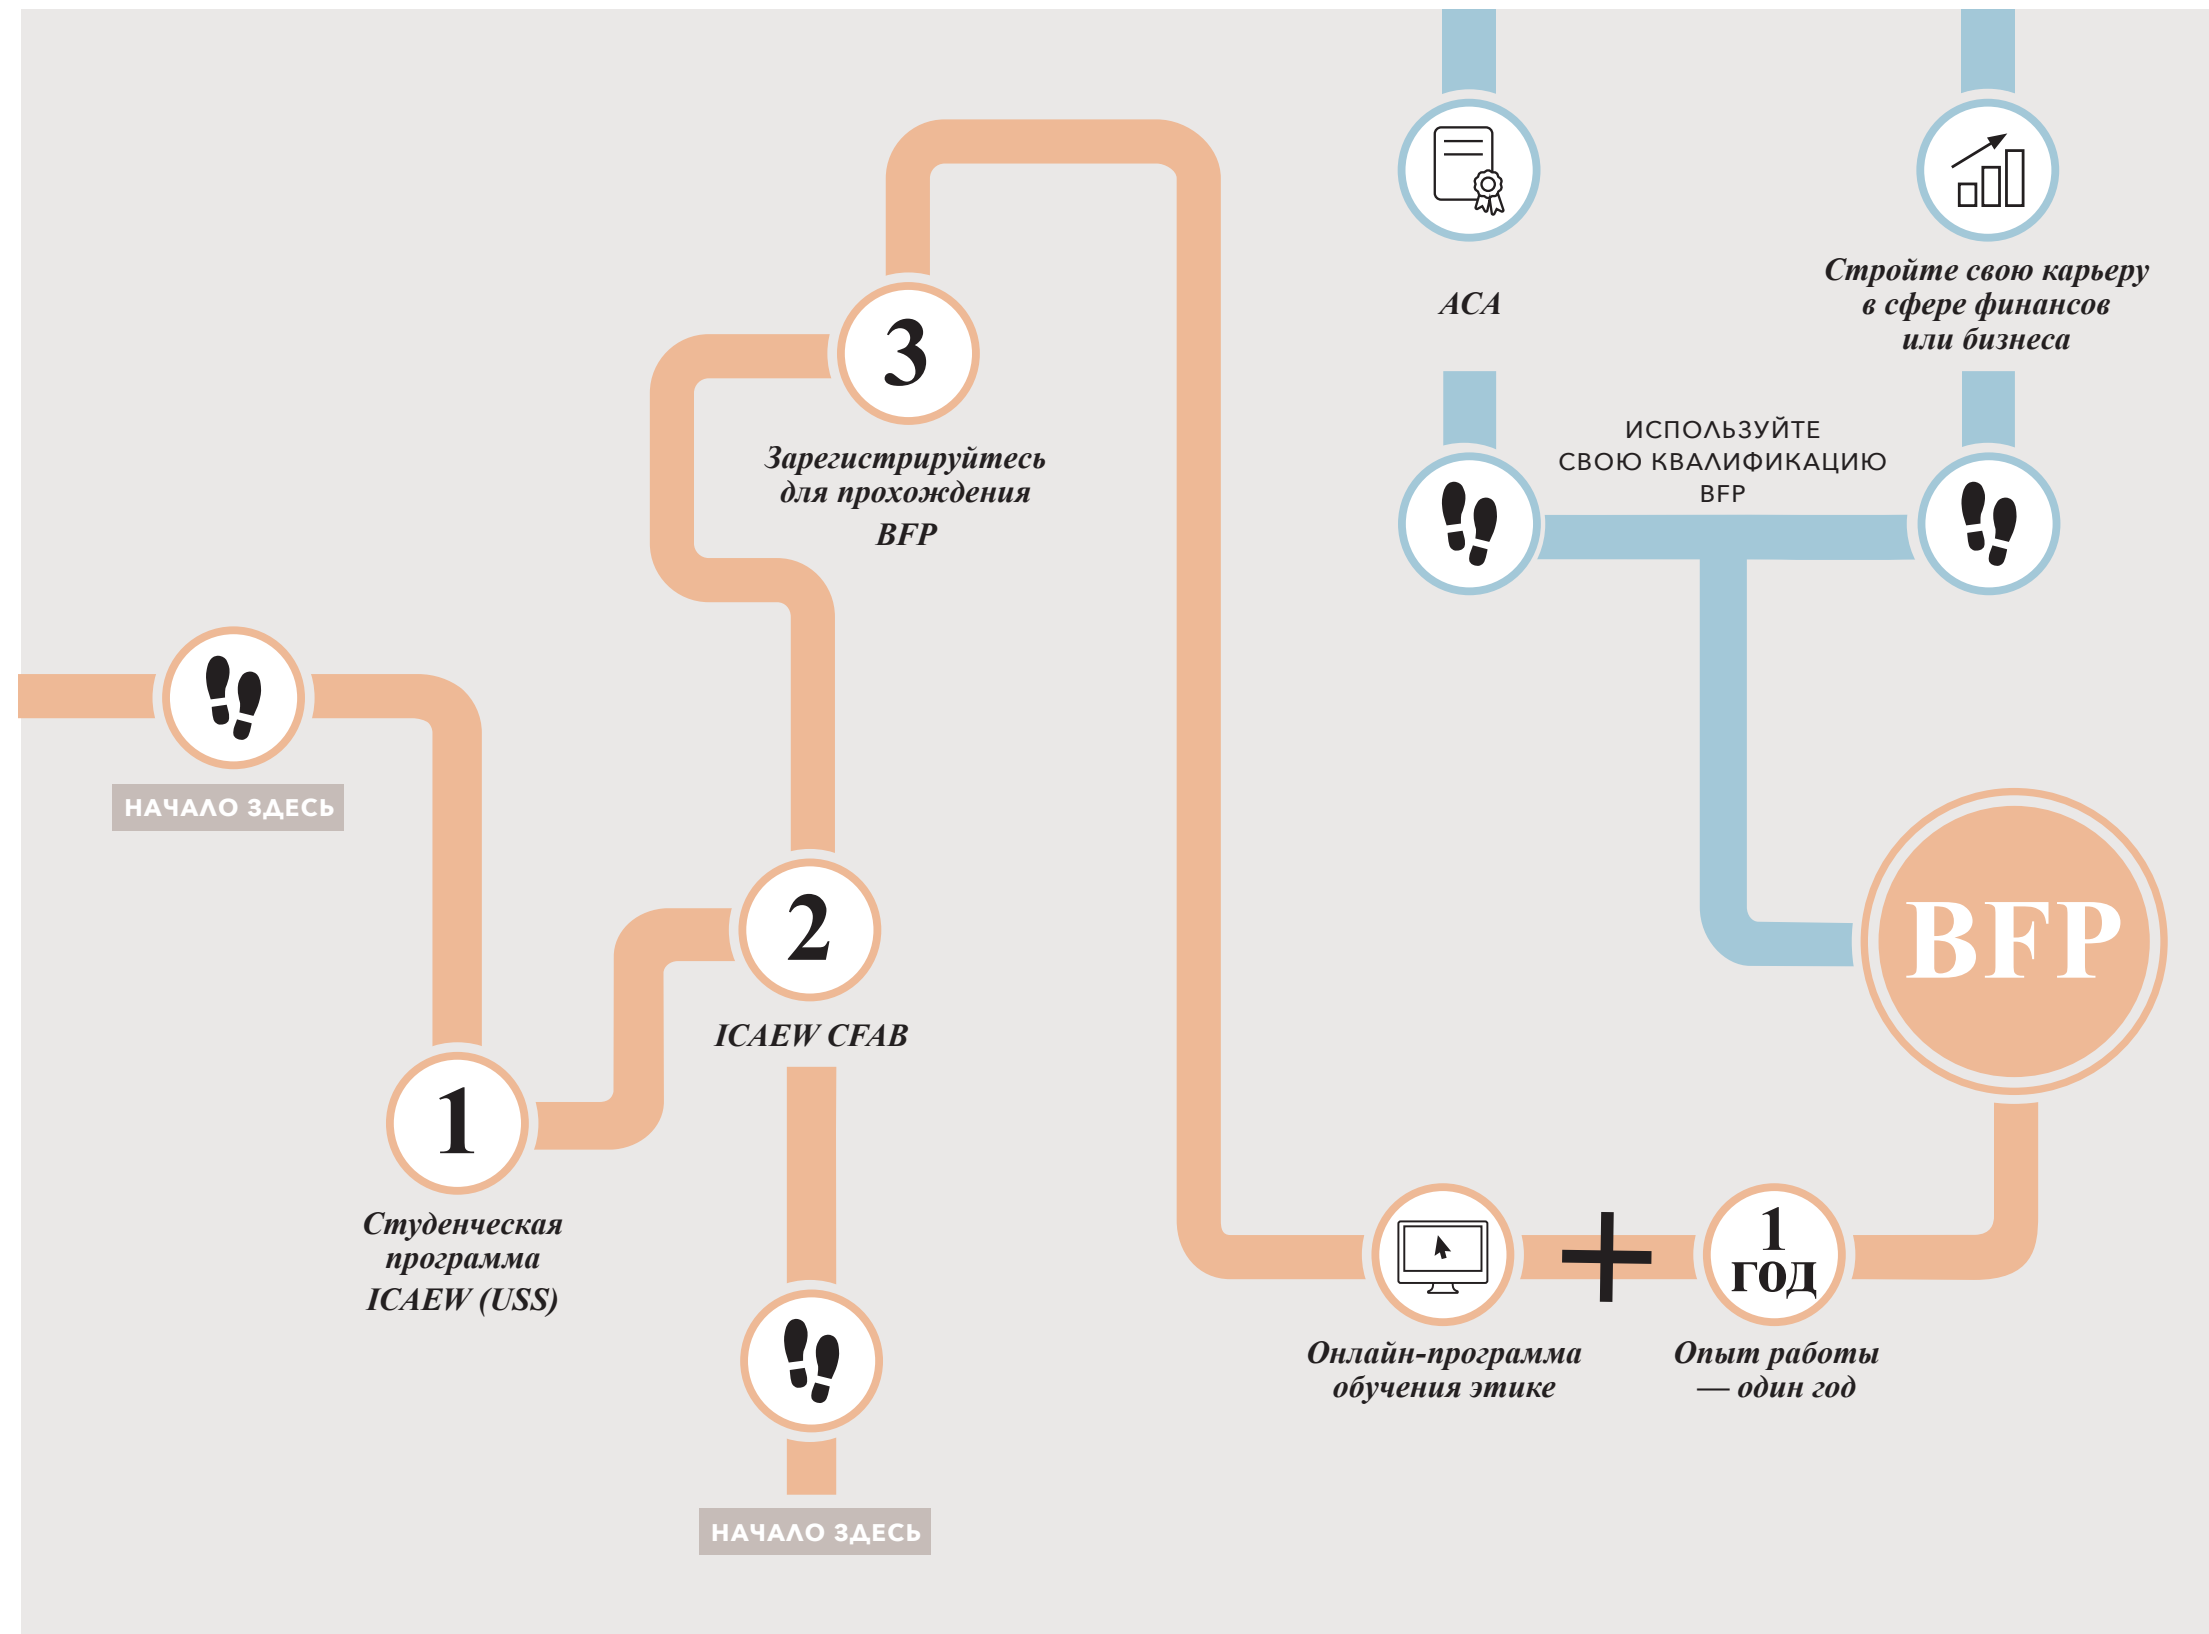 НАЧАЛО ЗДЕСЬ
1
Студенческая
программа
ICAEW (USS)
2
ICAEW CFAB
НАЧАЛО ЗДЕСЬ
3
Зарегистрируйтесь
для прохождения
BFP
Онлайн-программа
обучения этике
+
1
год
Опыт работы
— один год
BFP
ИСПОЛЬЗУЙТЕ
СВОЮ КВАЛИФИКАЦИЮ
BFP
ACA
Стройте свою карьеру
в сфере финансов
или бизнеса